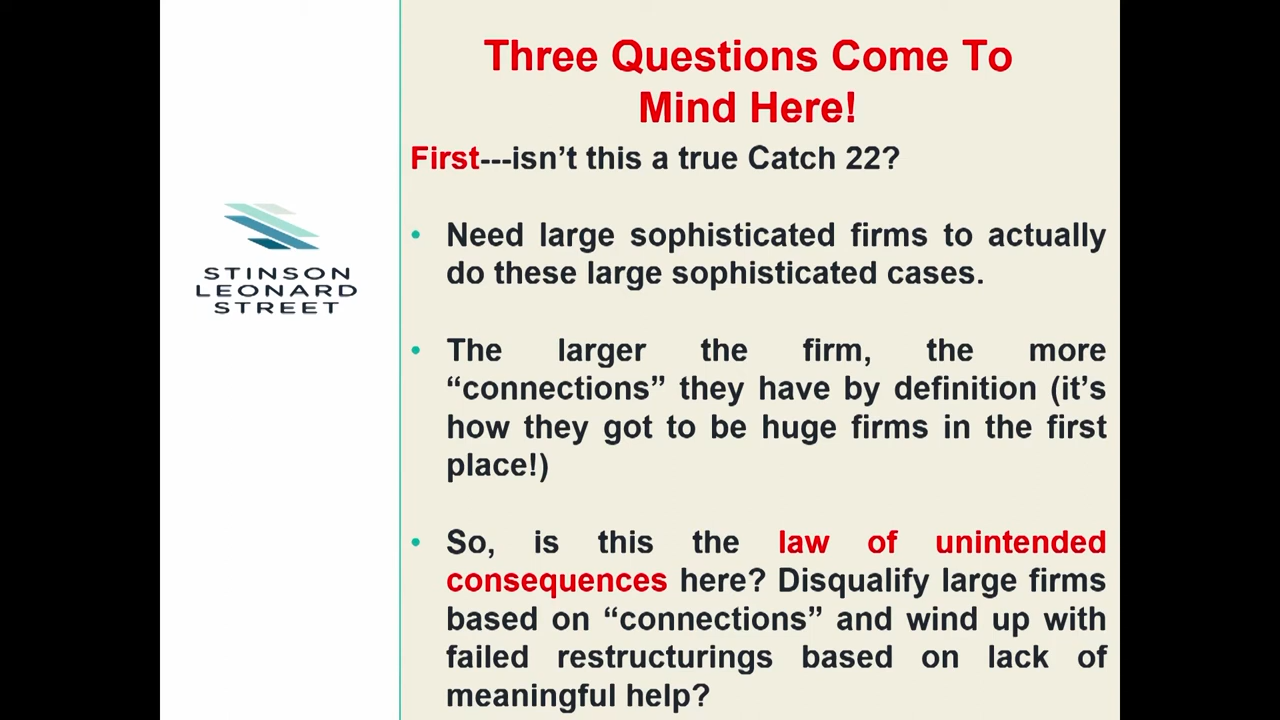 STINSON
LEONARD
STREET
Three Questions Come To
Mind Here!
First---isn’t this a true Catch 22?
• Need large sophisticated firms to actually
do these large sophisticated cases.
• The larger the firm, the more
“connections” they have by definition (it’s
how they got to be huge firms in the first
place!)
• So, is this the law of unintended
consequences here? Disqualify large firms
based on “connections” and wind up with
failed restructurings based on lack of
meaningful help?